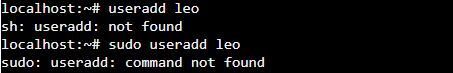 localhost:~# useradd leo
sh: useradd: not found
localhost:~# sudo useradd leo
sudo: useradd: command not found